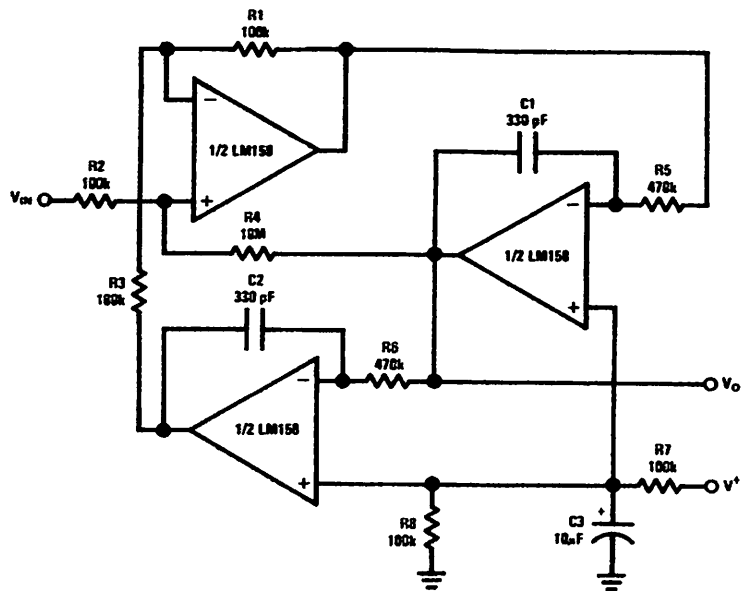 R1
100k
−
1/2 LM158
+
C1
330 pF
R2
100k
VIN
R5
470k
R4
10M
−
1/2 LM158
+
R3
100k
C2
330 pF
R6
470k
VO
−
1/2 LM158
+
R7
100k
V+
R8
100k
+
C3
10µF